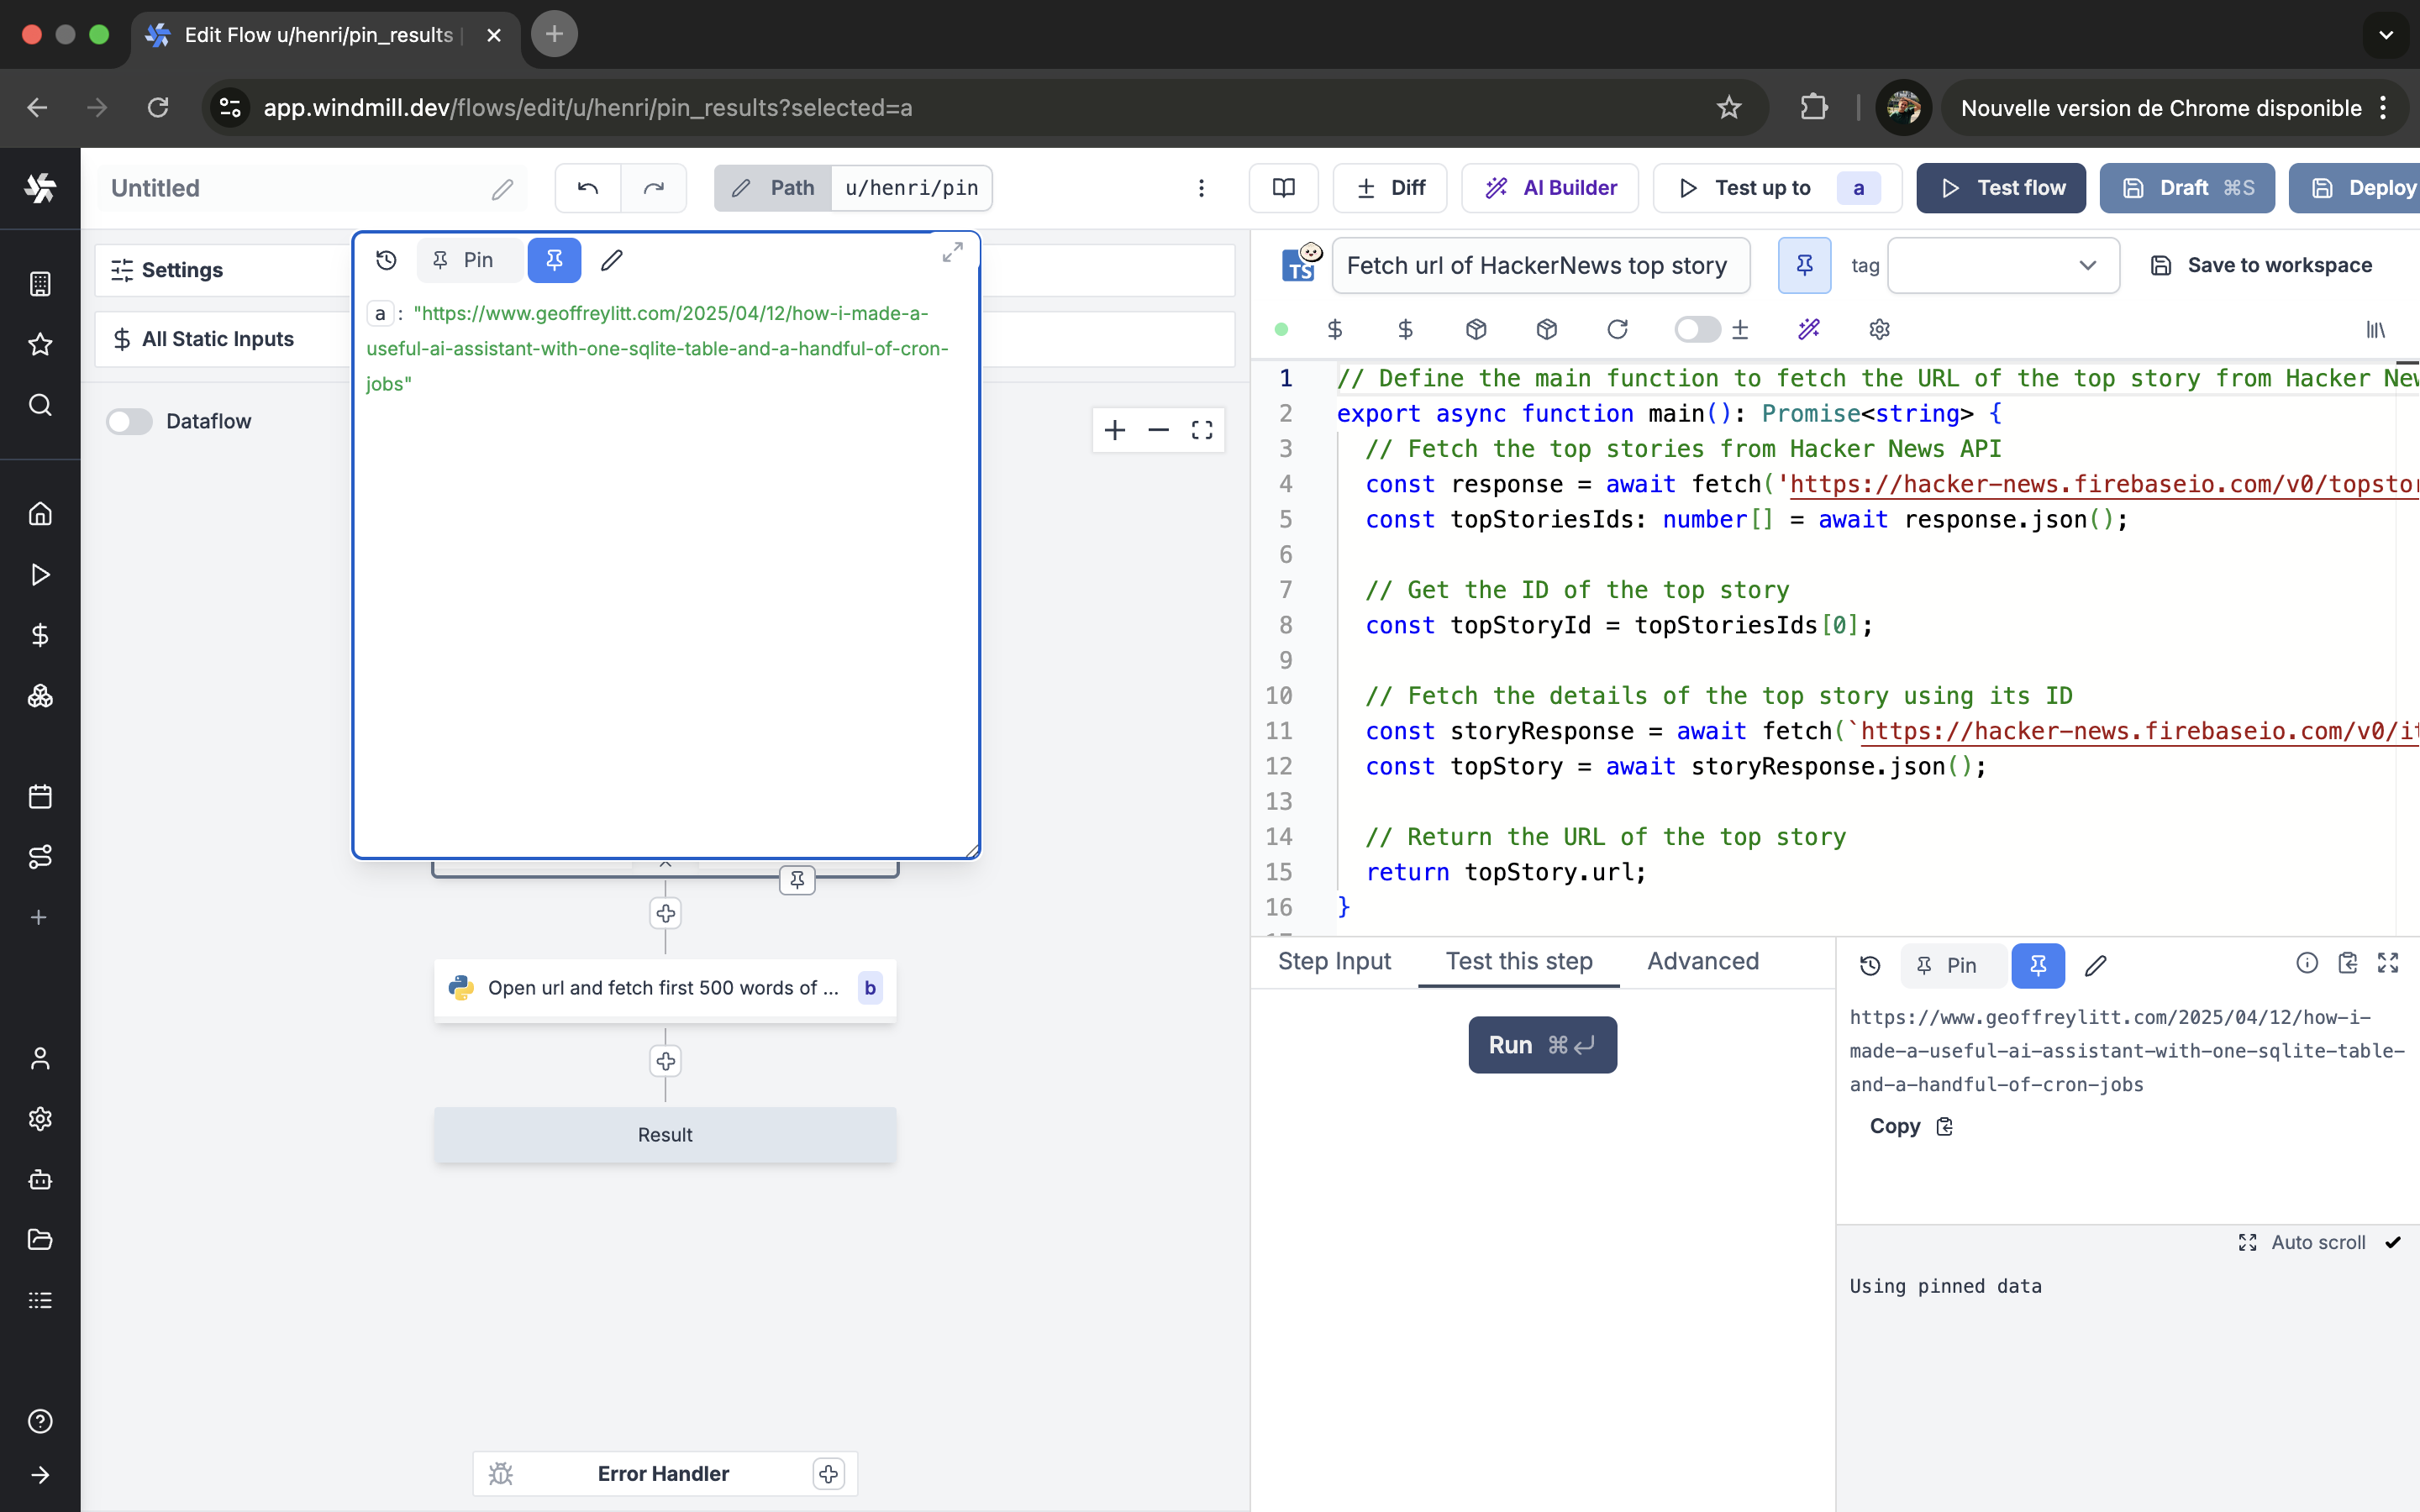 Edit Flow u/henri/pin_results |
app.windmill.dev/flows/edit/u/henri/pin_results?selected=a
Nouvelle version de Chrome disponible
Untitled
Path
u/henri/pin
Diff
AI Builder
Test up to
a
Test flow
Draft ⌘S
Deploy
Settings
All Static Inputs
Dataflow
Pin
a : "https://www.geoffreylitt.com/2025/04/12/how-i-made-a-
useful-ai-assistant-with-one-sqlite-table-and-a-handful-of-cron-
jobs"
Open url and fetch first 500 words of ...
b
Result
Error Handler
TS
Fetch url of HackerNews top story
tag
Save to workspace
1 // Define the main function to fetch the URL of the top story from Hacker New
2 export async function main(): Promise<string> {
3 // Fetch the top stories from Hacker News API
4 const response = await fetch('https://hacker-news.firebaseio.com/v0/topstor
5 const topStoriesIds: number[] = await response.json();
6
7 // Get the ID of the top story
8 const topStoryId = topStoriesIds[0];
9
10 // Fetch the details of the top story using its ID
11 const storyResponse = await fetch(`https://hacker-news.firebaseio.com/v0/it
12 const topStory = await storyResponse.json();
13
14 // Return the URL of the top story
15 return topStory.url;
16 }
Step Input
Test this step
Advanced
Run ⌘
Pin
https://www.geoffreylitt.com/2025/04/12/how-i-
made-a-useful-ai-assistant-with-one-sqlite-table-
and-a-handful-of-cron-jobs
Copy
Auto scroll
Using pinned data